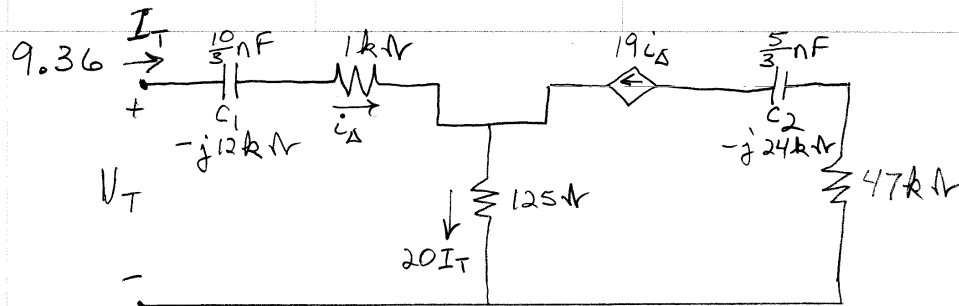 9.36
I_T →
10/3 nF
1kΩ
19i_Δ
5/3 nF
+
C_1
-j12kΩ
i_Δ
C_2
-j24kΩ
V_T
125Ω
47kΩ
20I_T
-